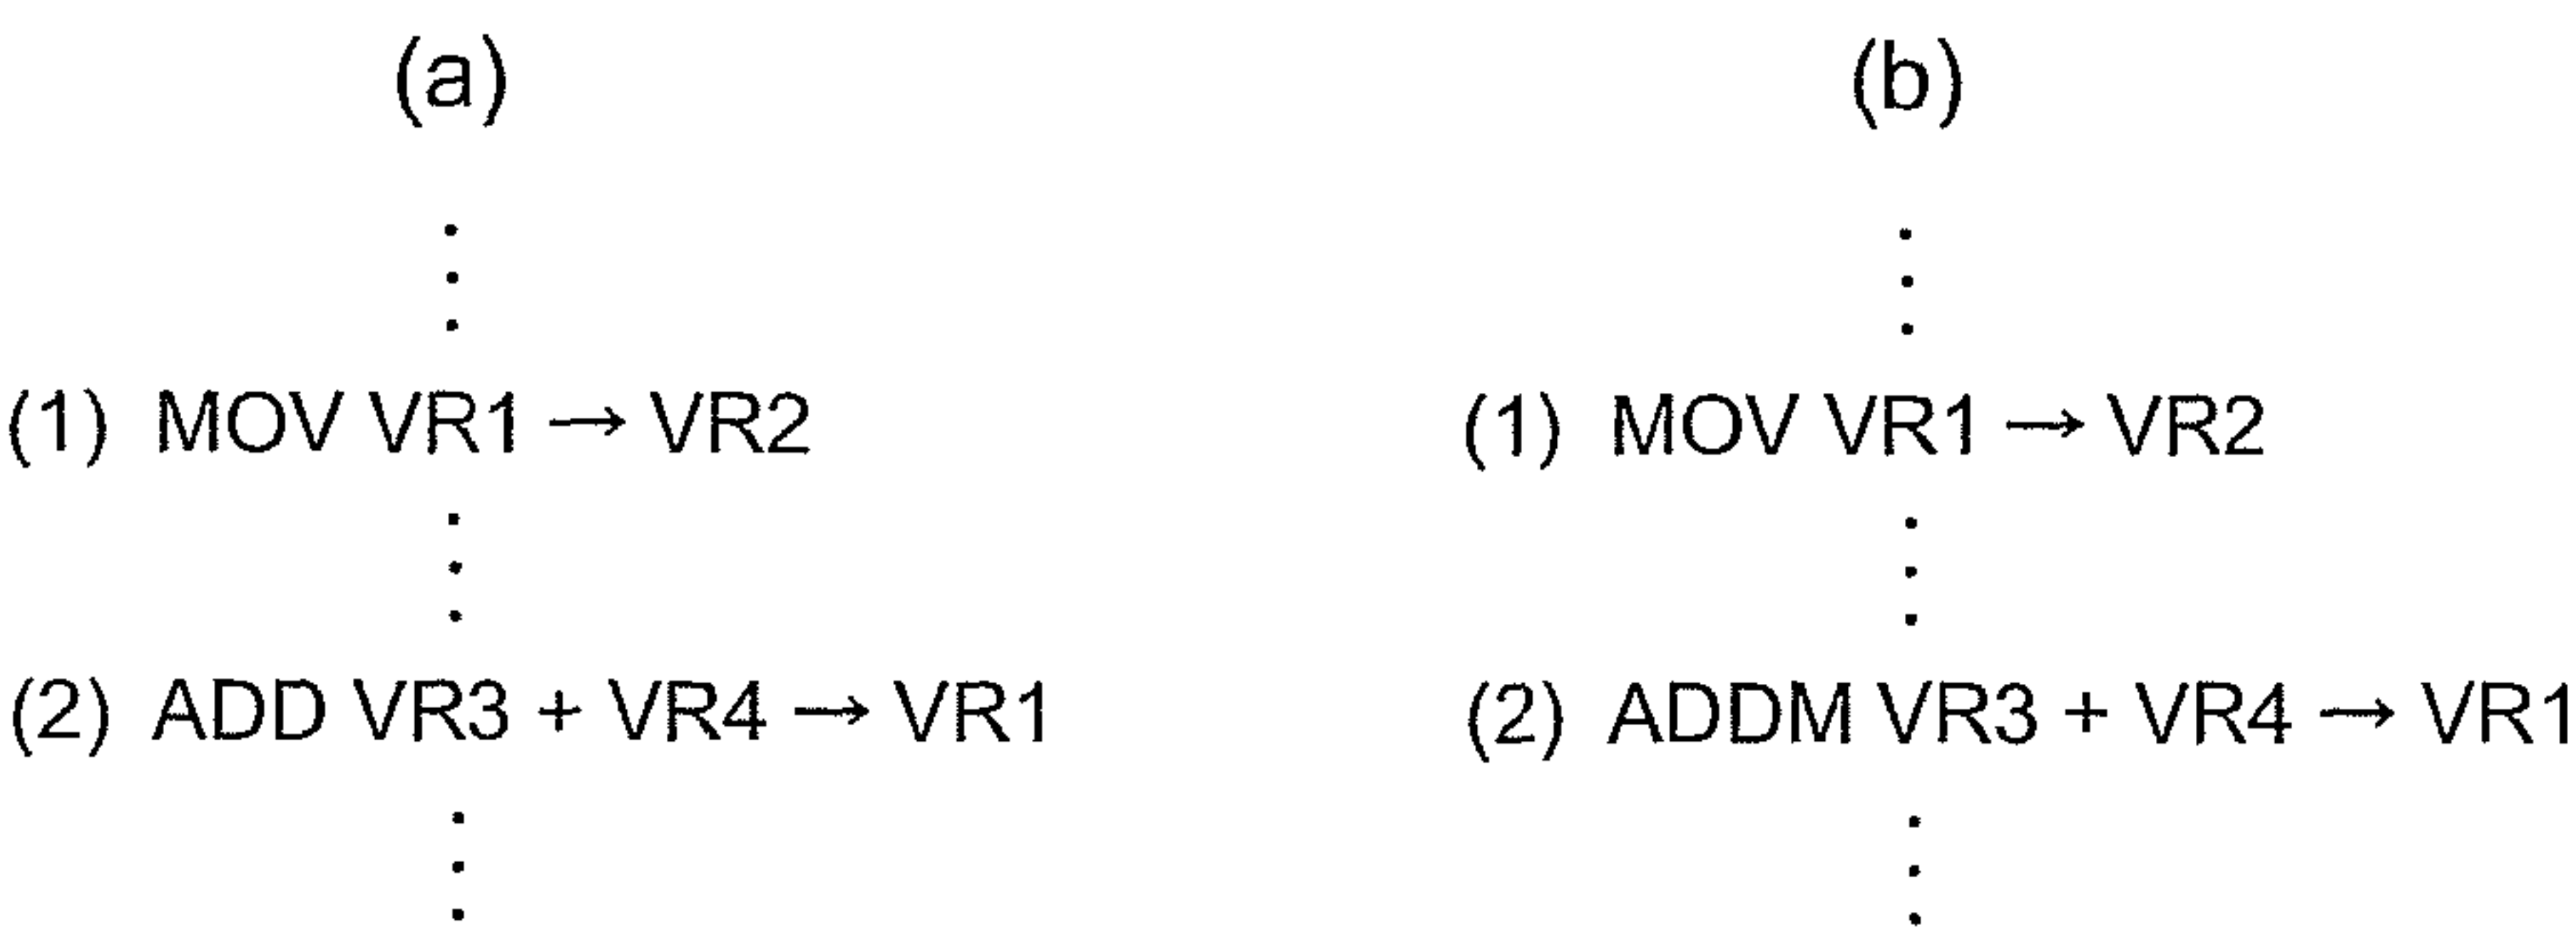 (a)
(1) MOV VR1 → VR2
(2) ADD VR3 + VR4 → VR1
(b)
(1) MOV VR1 → VR2
(2) ADDM VR3 + VR4 → VR1